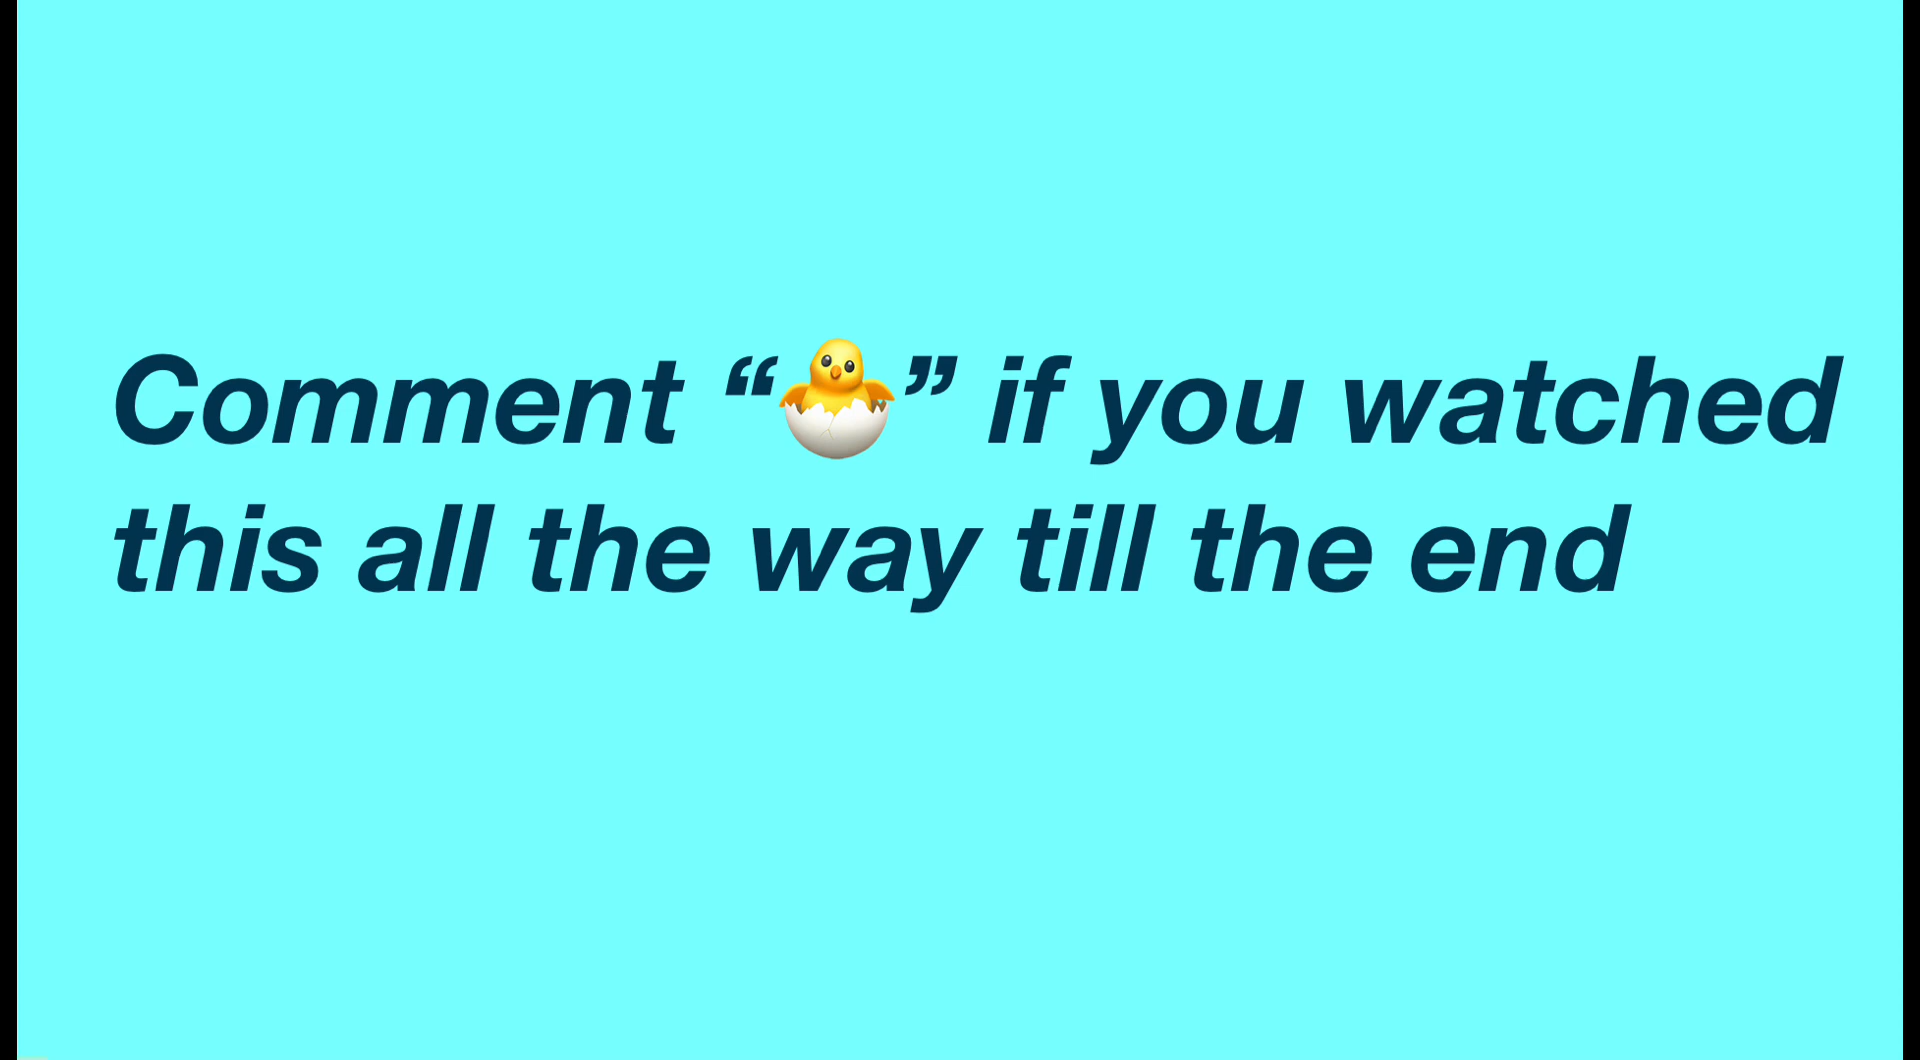 Comment “🐣” if you watched
this all the way till the end